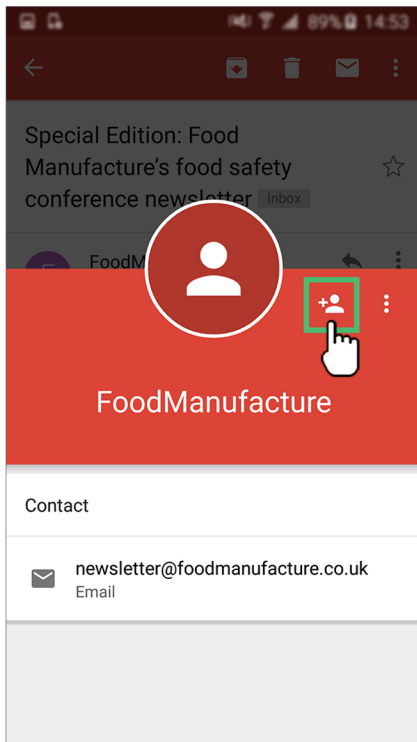 89% 14:53
Special Edition: Food
Manufacture's food safety
conference newsletter Inbox
FoodM
FoodManufacture
Contact
newsletter@foodmanufacture.co.uk
Email